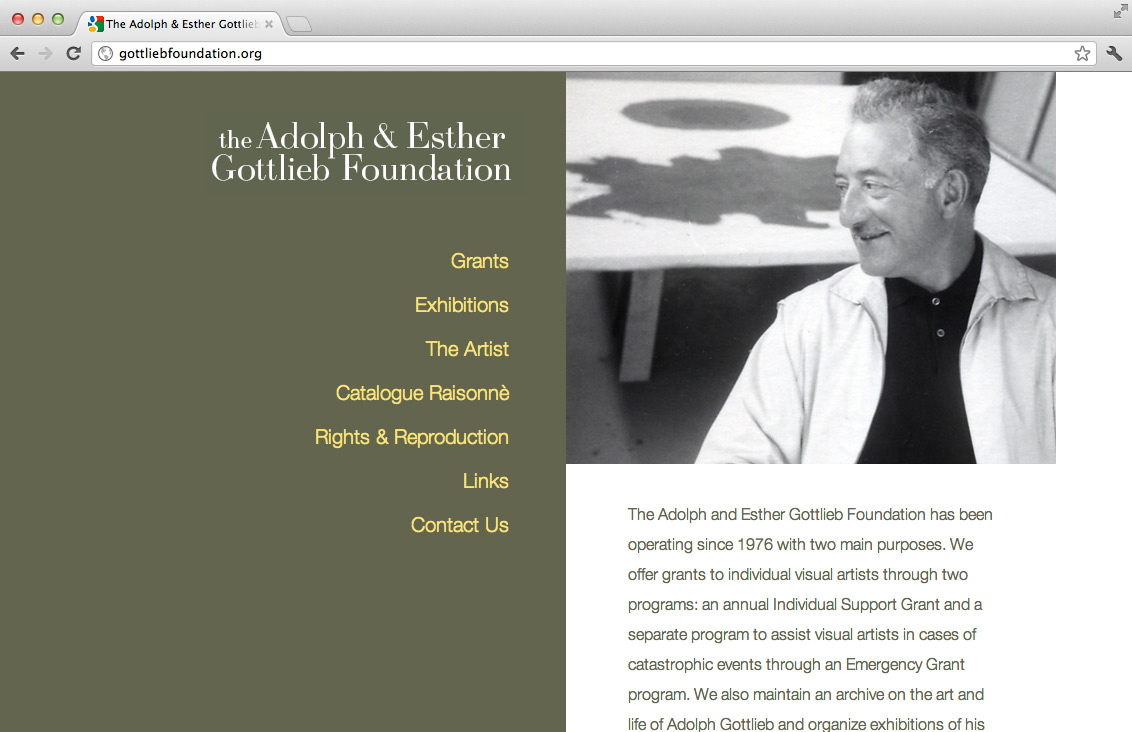 The Adolph & Esther Gottlieb
gottliebfoundation.org
the Adolph & Esther
Gottlieb Foundation
Grants
Exhibitions
The Artist
Catalogue Raisonnè
Rights & Reproduction
Links
Contact Us
The Adolph and Esther Gottlieb Foundation has been
operating since 1976 with two main purposes. We
offer grants to individual visual artists through two
programs: an annual Individual Support Grant and a
separate program to assist visual artists in cases of
catastrophic events through an Emergency Grant
program. We also maintain an archive on the art and
life of Adolph Gottlieb and organize exhibitions of his